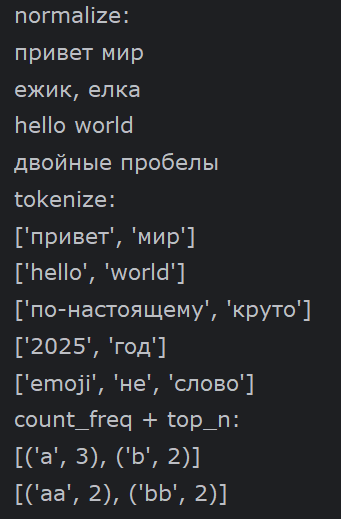 normalize:
привет мир
ежик, елка
hello world
двойные пробелы
tokenize:
['привет', 'мир']
['hello', 'world']
['по-настоящему', 'круто']
['2025', 'год']
['emoji', 'не', 'слово']
count_freq + top_n:
[('a', 3), ('b', 2)]
[('aa', 2), ('bb', 2)]